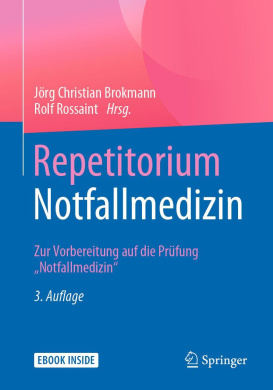 Jörg Christian Brokmann
Rolf Rossaint Hrsg.
Repetitorium
Notfallmedizin
Zur Vorbereitung auf die Prüfung
„Notfallmedizin“
3. Auflage
EBOOK INSIDE
Springer